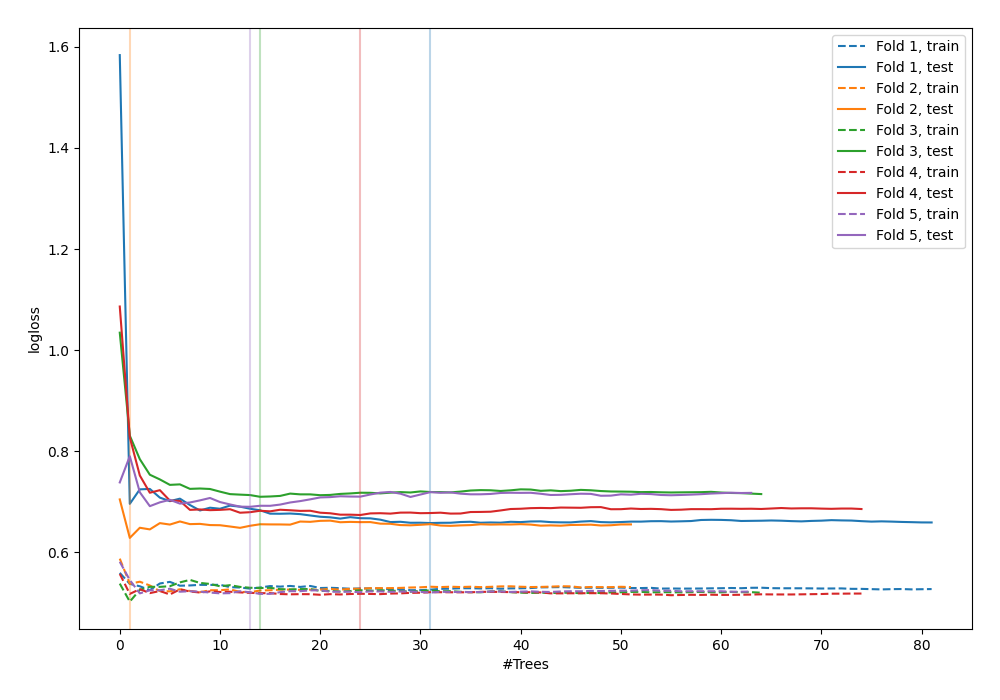 1.6
1.4
1.2
1.0
0.8
0.6
logloss
0
10
20
30
40
50
60
70
80
#Trees
Fold 1, train
Fold 1, test
Fold 2, train
Fold 2, test
Fold 3, train
Fold 3, test
Fold 4, train
Fold 4, test
Fold 5, train
Fold 5, test